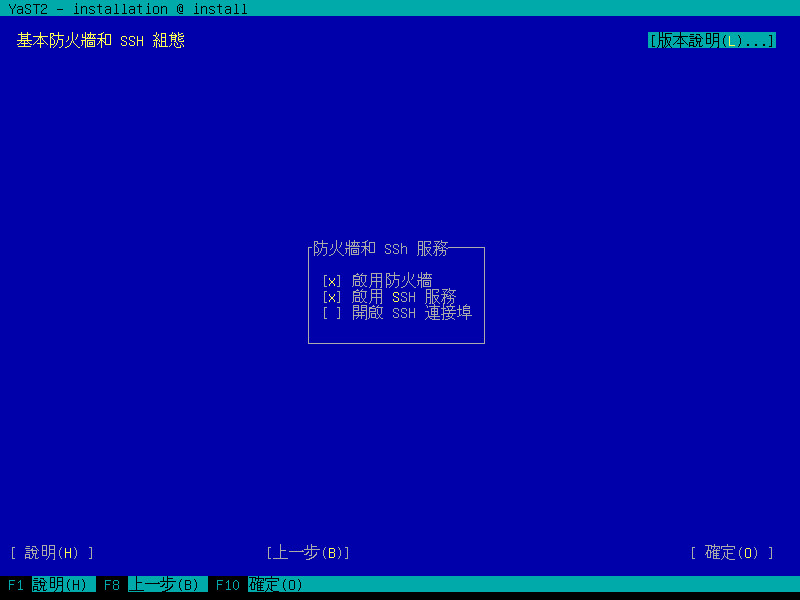 YaST2 - installation @ install
基本防火牆和 SSH 組態 [版本說明(L)...]
防火牆和 SSh 服務
[x] 啟用防火牆
[x] 啟用 SSH 服務
[ ] 開啟 SSH 連接埠
[ 說明(H) ] [上一步(B)] [ 確定(O) ]
F1 說明(H) F8 上一步(B) F10 確定(O)